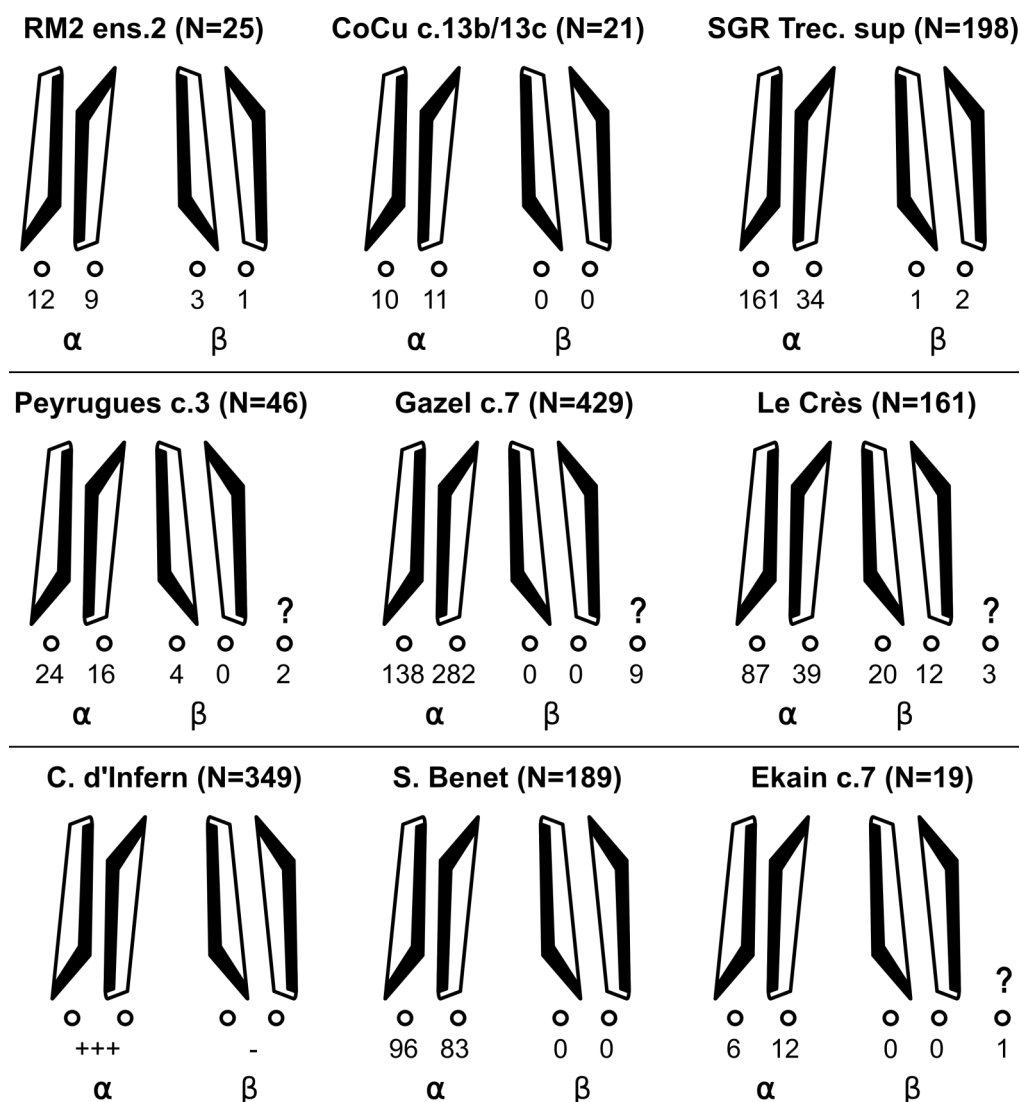 RM2 ens.2 (N=25) CoCu c.13b/13c (N=21) SGR Trec. sup (N=198)
12 9 3 1 10 11 0 0 161 34 1 2
α β α β α β
Peyrugues c.3 (N=46) Gazel c.7 (N=429) Le Crès (N=161)
? ? ?
24 16 4 0 2 138 282 0 0 9 87 39 20 12 3
α β α β α β
C. d'Infern (N=349) S. Benet (N=189) Ekain c.7 (N=19)
?
+++ - 96 83 0 0 6 12 0 0 1
α β α β α β